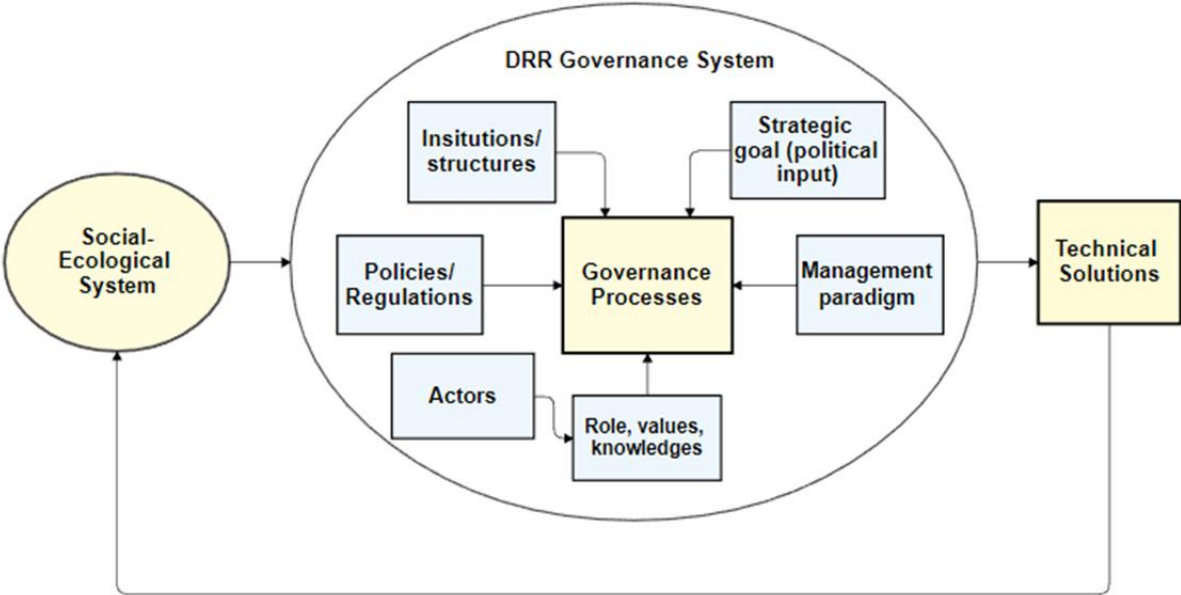 DRR Governance System
Insitutions/
structures
Strategic
goal (political
input)
Social-
Ecological
System
Policies/
Regulations
Governance
Processes
Management
paradigm
Technical
Solutions
Actors
Role, values,
knowledges